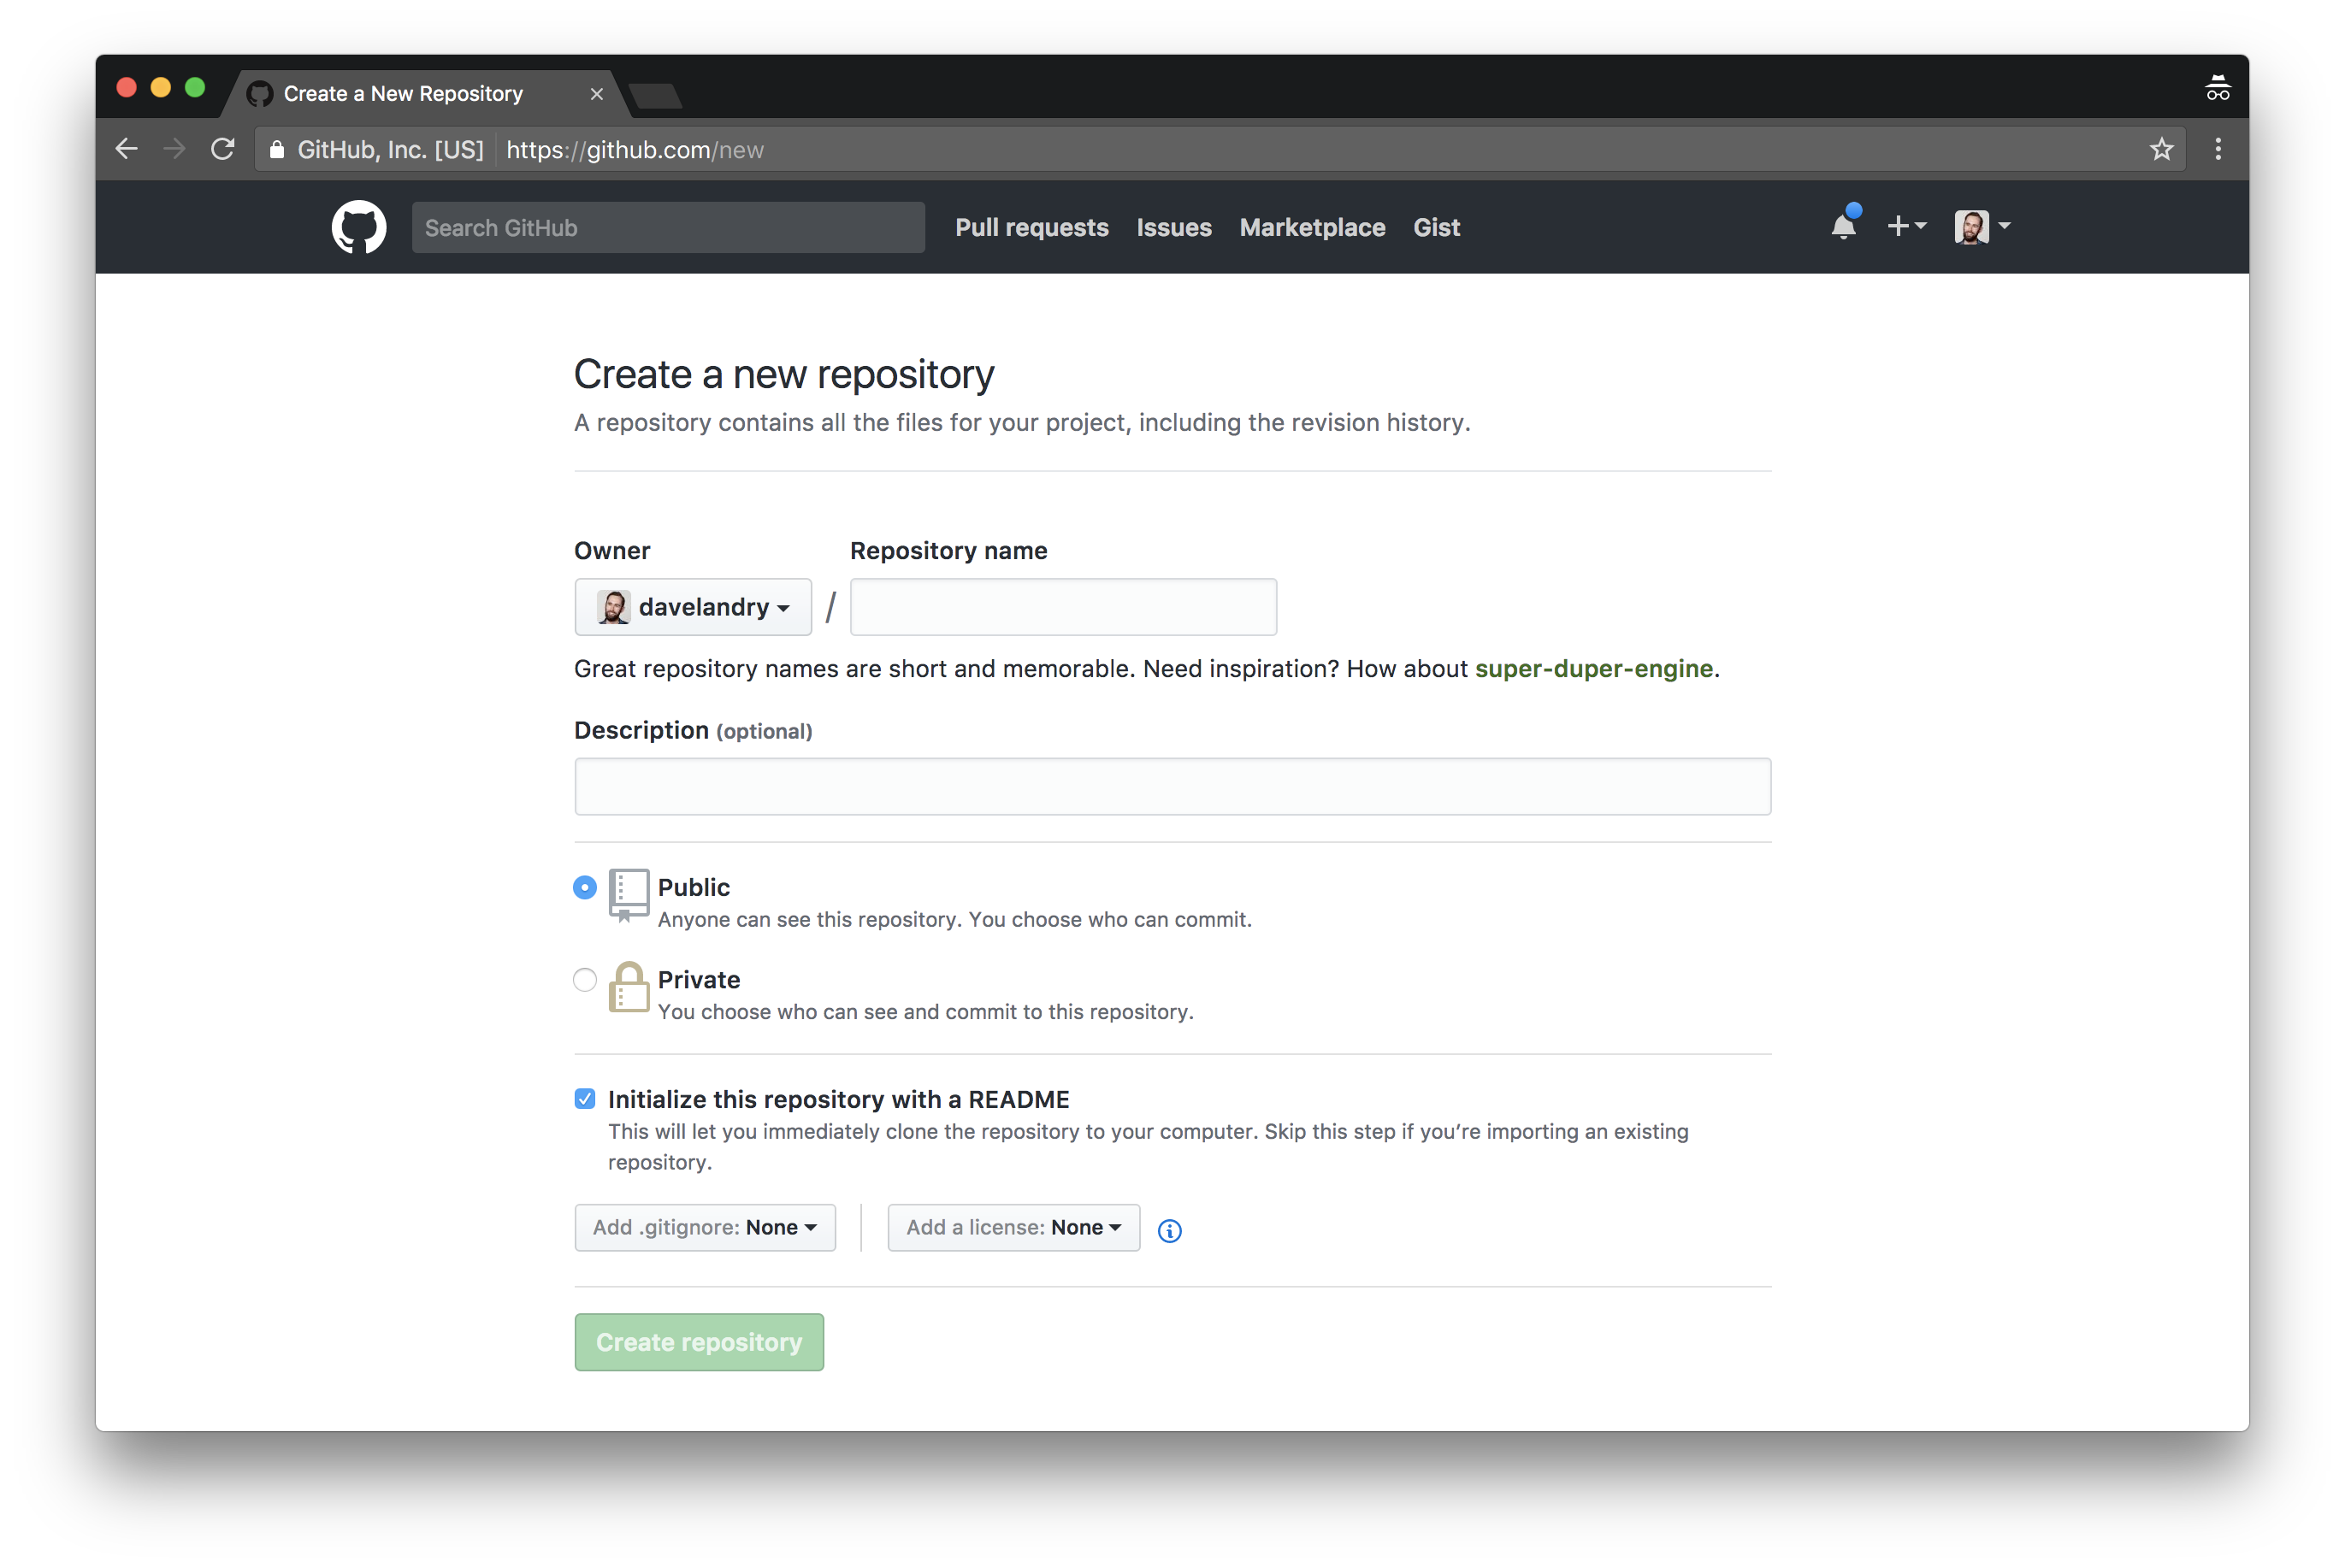 Create a New Repository
GitHub, Inc. [US] https://github.com/new
Search GitHub Pull requests Issues Marketplace Gist
Create a new repository
A repository contains all the files for your project, including the revision history.
Owner Repository name
davelandry /
Great repository names are short and memorable. Need inspiration? How about super-duper-engine.
Description (optional)
Public
Anyone can see this repository. You choose who can commit.
Private
You choose who can see and commit to this repository.
Initialize this repository with a README
This will let you immediately clone the repository to your computer. Skip this step if you’re importing an existing
repository.
Add .gitignore: None Add a license: None
Create repository